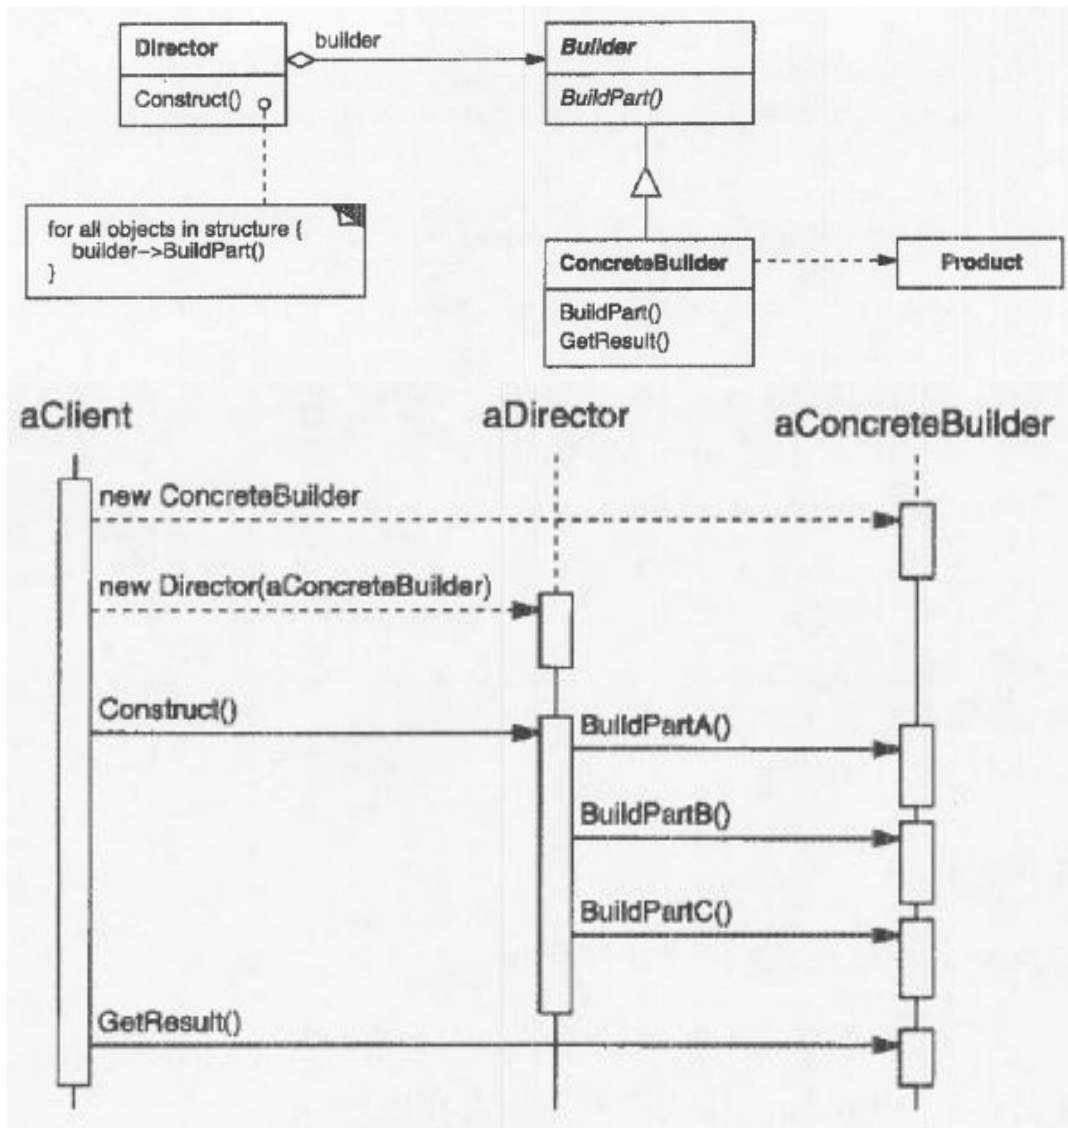 Director
builder
Builder
Construct()
BuildPart()
for all objects in structure {
builder->BuildPart()
}
ConcreteBuilder
Product
BuildPart()
GetResult()
aClient
aDirector
aConcreteBuilder
new ConcreteBuilder
new Director(aConcreteBuilder)
Construct()
BuildPartA()
BuildPartB()
BuildPartC()
GetResult()